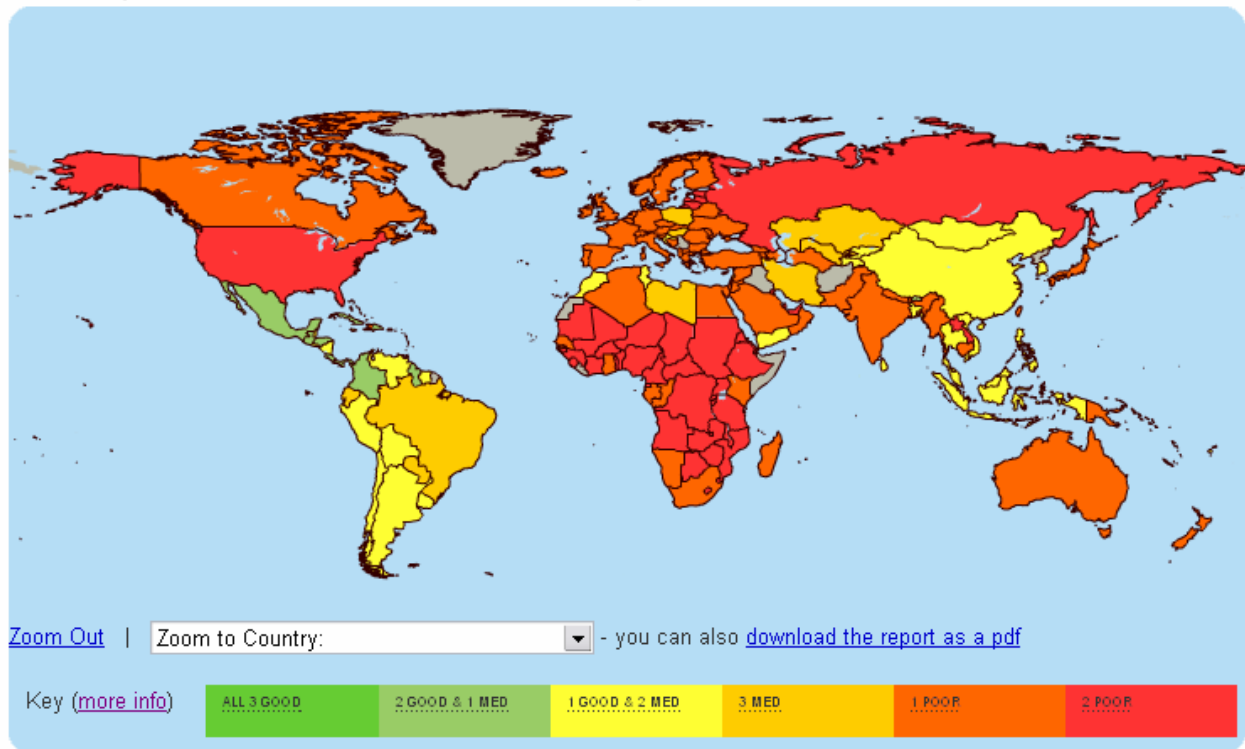 Zoom Out | Zoom to Country: - you can also download the report as a pdf
Key (more info) ALL 3 GOOD 2 GOOD & 1 MED 1 GOOD & 2 MED 3 MED 1 POOR 2 POOR